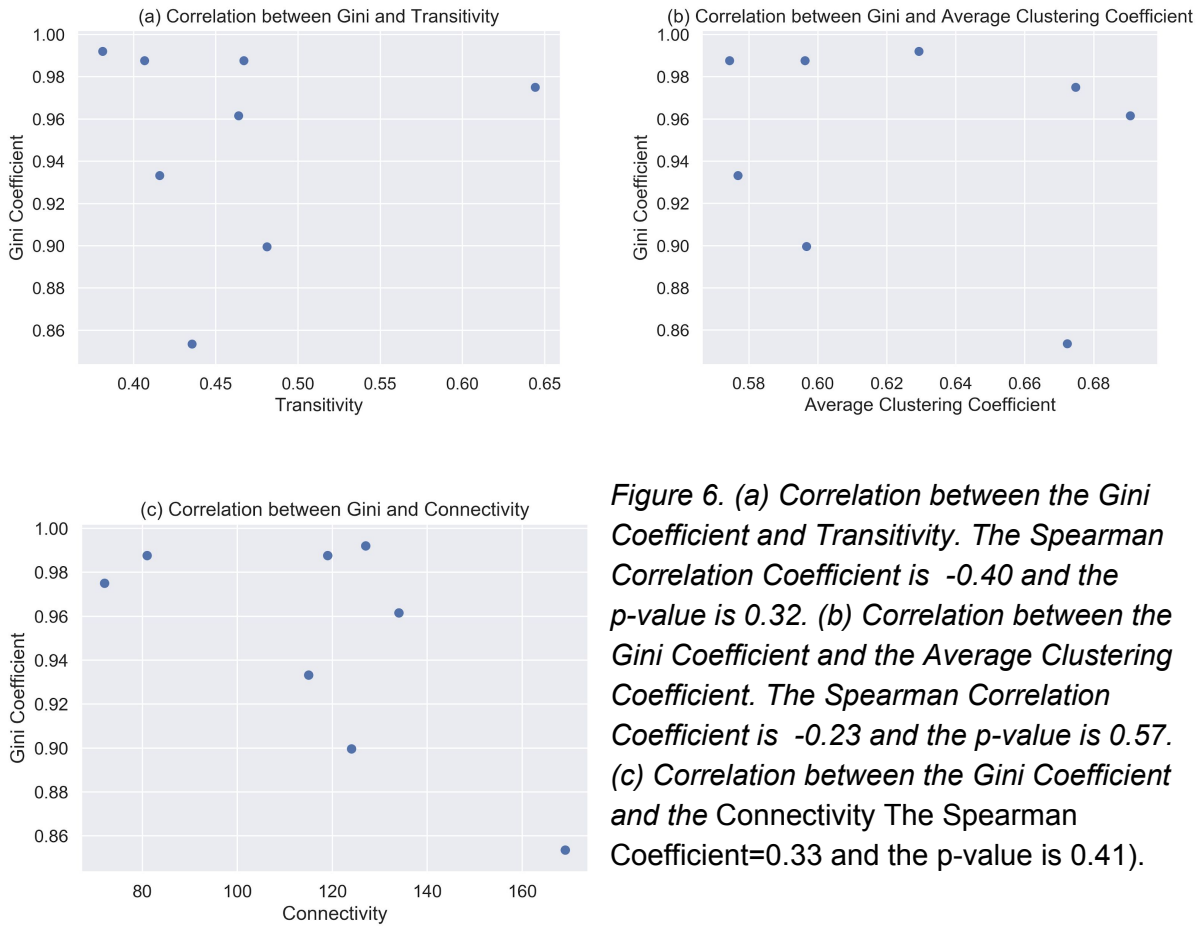 (a) Correlation between Gini and Transitivity
1.00
0.98
0.96
0.94
0.92
0.90
0.88
0.86
Gini Coefficient
0.40 0.45 0.50 0.55 0.60 0.65
Transitivity
(b) Correlation between Gini and Average Clustering Coefficient
1.00
0.98
0.96
0.94
0.92
0.90
0.88
0.86
Gini Coefficient
0.58 0.60 0.62 0.64 0.66 0.68
Average Clustering Coefficient
(c) Correlation between Gini and Connectivity
1.00
0.98
0.96
0.94
0.92
0.90
0.88
0.86
Gini Coefficient
80 100 120 140 160
Connectivity
Figure 6. (a) Correlation between the Gini
Coefficient and Transitivity. The Spearman
Correlation Coefficient is -0.40 and the
p-value is 0.32. (b) Correlation between the
Gini Coefficient and the Average Clustering
Coefficient. The Spearman Correlation
Coefficient is -0.23 and the p-value is 0.57.
(c) Correlation between the Gini Coefficient
and the Connectivity The Spearman
Coefficient=0.33 and the p-value is 0.41).